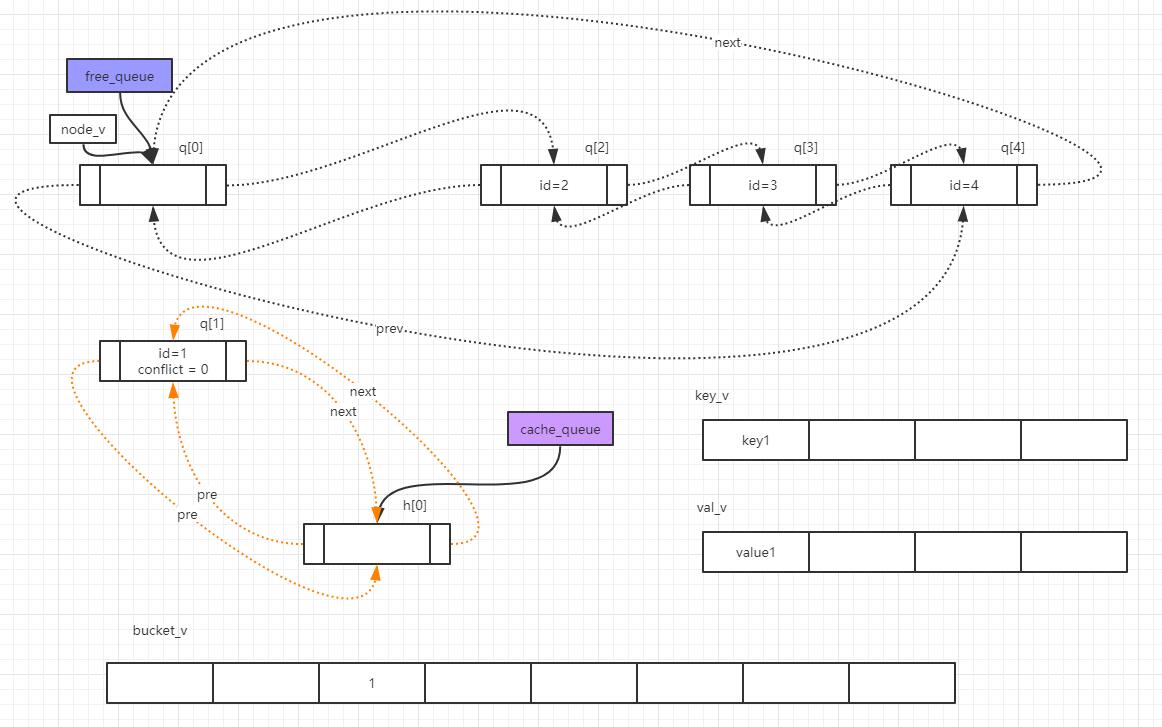 next
free_queue
node_v
q[0]
q[2]
q[3]
q[4]
id=2
id=3
id=4
prev
q[1]
id=1
conflict = 0
next
next
key_v
key1
cache_queue
pre
pre
h[0]
val_v
value1
bucket_v
1